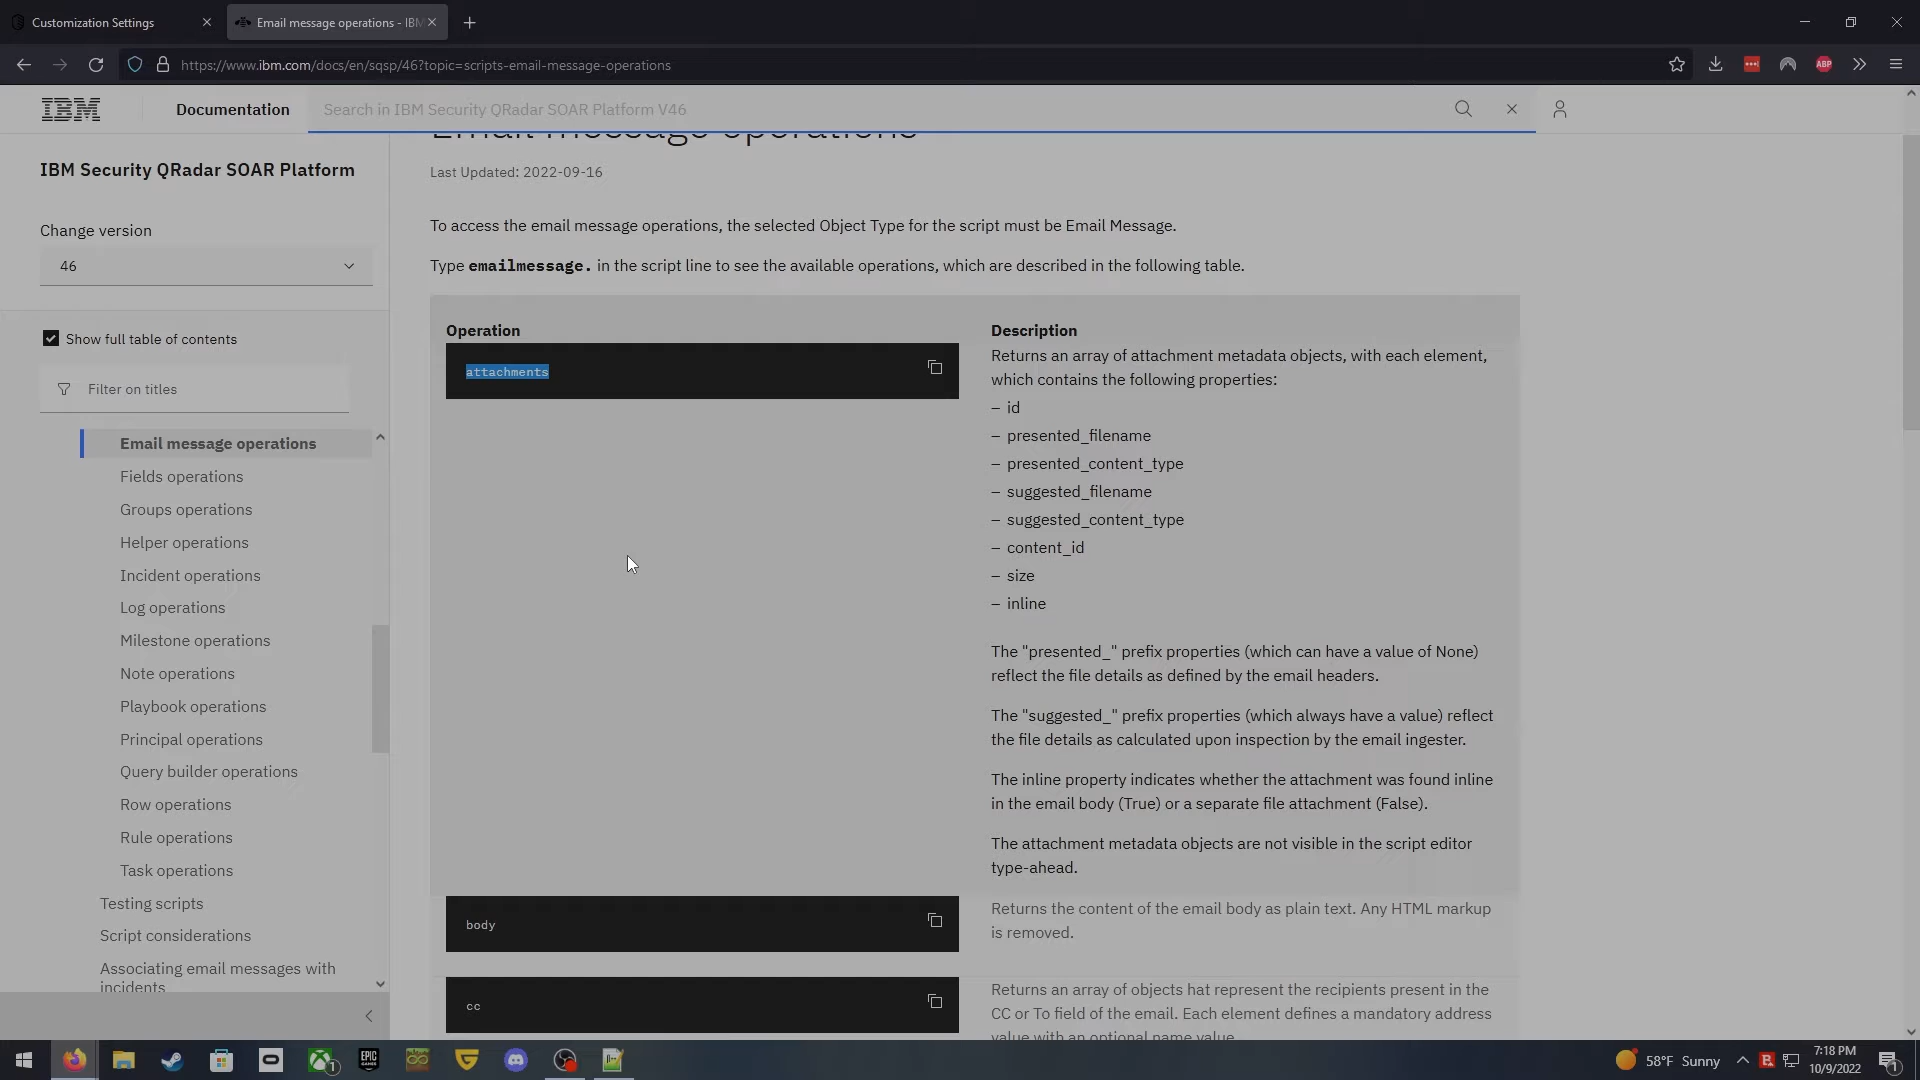 Customization Settings
Email message operations - IBM
https://www.ibm.com/docs/en/sqsp/46?topic=scripts-email-message-operations
ABP
IBM
Documentation
Search in IBM Security QRadar SOAR Platform V46
Email message operations
IBM Security QRadar SOAR Platform
Change version
46
Show full table of contents
Filter on titles
Email message operations
Fields operations
Groups operations
Helper operations
Incident operations
Log operations
Milestone operations
Note operations
Playbook operations
Principal operations
Query builder operations
Row operations
Rule operations
Task operations
Testing scripts
Script considerations
Associating email messages with
incidents
Last Updated: 2022-09-16
To access the email message operations, the selected Object Type for the script must be Email Message.
Type emailmessage. in the script line to see the available operations, which are described in the following table.
Operation
Description
attachments
Returns an array of attachment metadata objects, with each element,
which contains the following properties:
– id
– presented_filename
– presented_content_type
– suggested_filename
– suggested_content_type
– content_id
– size
– inline
The "presented_" prefix properties (which can have a value of None)
reflect the file details as defined by the email headers.
The "suggested_" prefix properties (which always have a value) reflect
the file details as calculated upon inspection by the email ingester.
The inline property indicates whether the attachment was found inline
in the email body (True) or a separate file attachment (False).
The attachment metadata objects are not visible in the script editor
type-ahead.
body
Returns the content of the email body as plain text. Any HTML markup
is removed.
cc
Returns an array of objects hat represent the recipients present in the
CC or To field of the email. Each element defines a mandatory address
value with an optional name value.
1
EPIC
GAMES
58°F Sunny
7:18 PM
10/9/2022
1